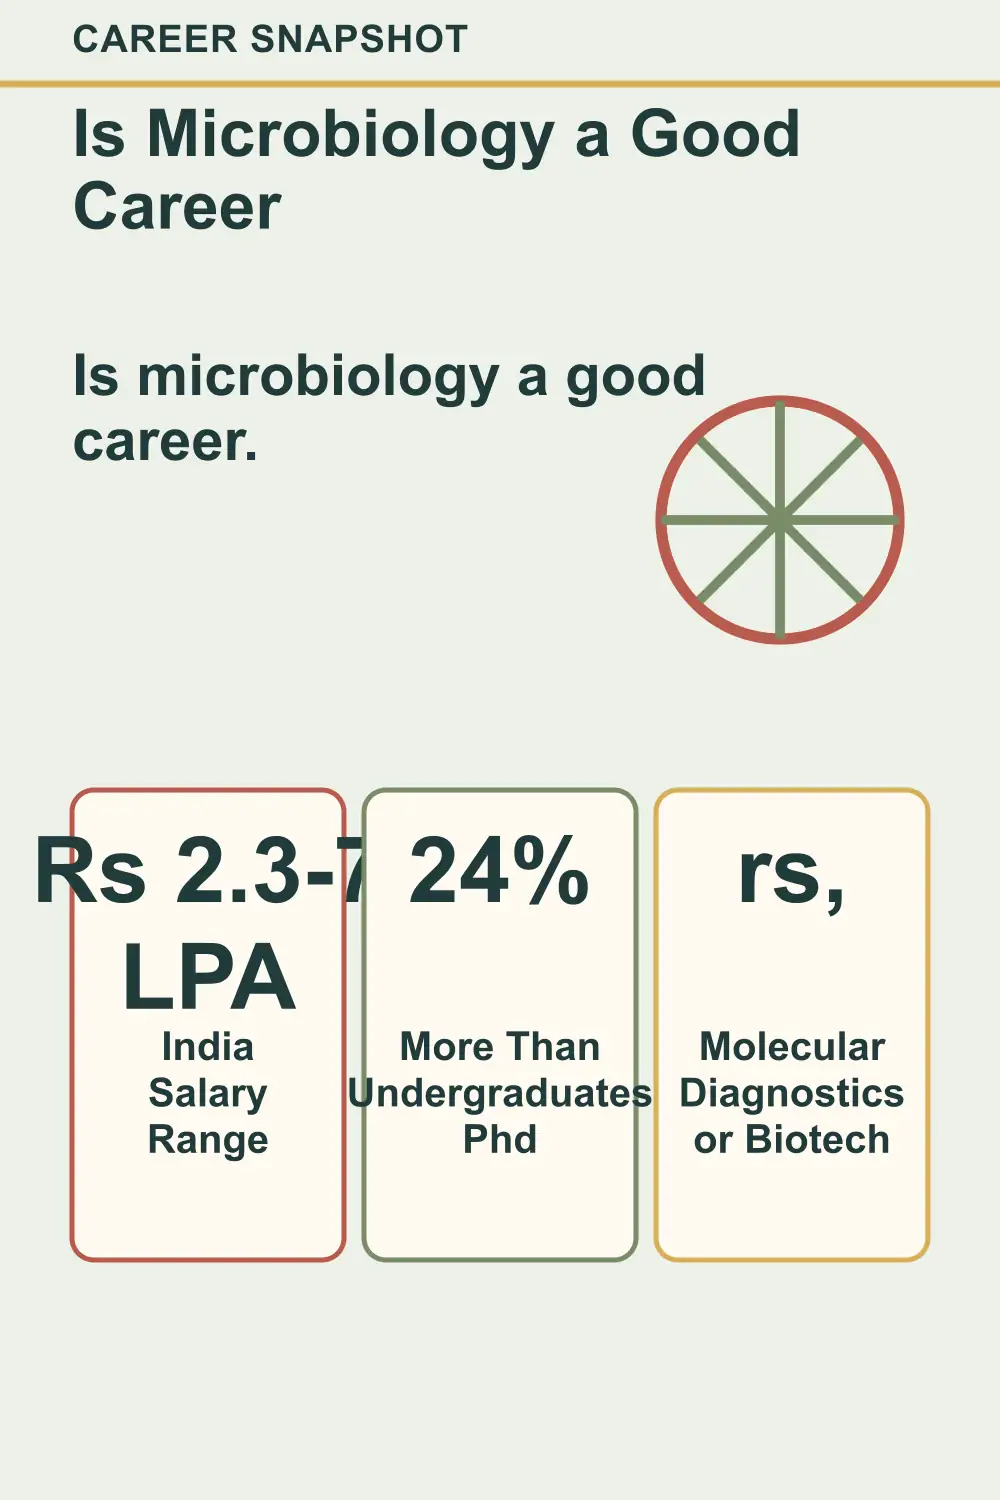 CAREER SNAPSHOT
Is Microbiology a Good
Career
Is microbiology a good
career.
Rs 2.3-7
LPA
India
Salary
Range
24%
More Than
Undergraduates
Phd
rs,
Molecular
Diagnostics
or Biotech